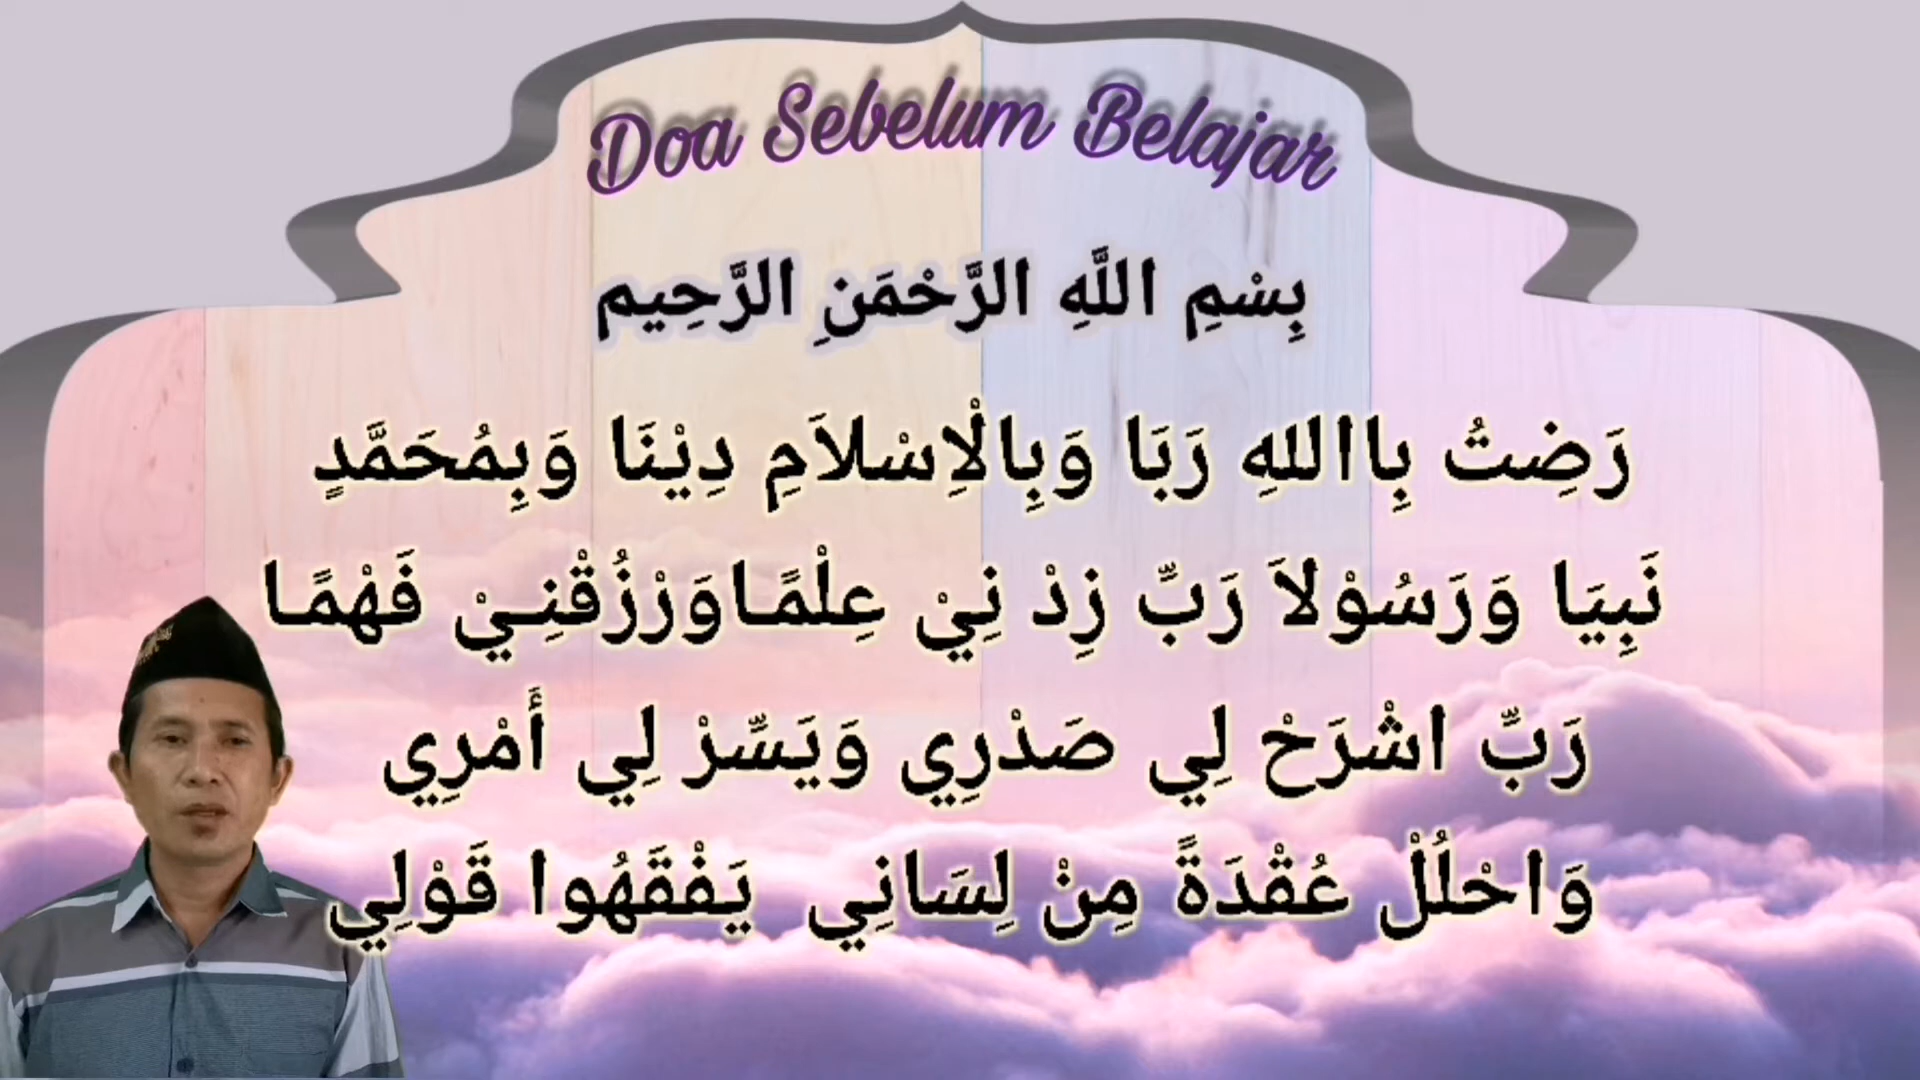 Doa Sebelum Belajar
بِسْمِ اللَّهِ الرَّحْمَنِ الرَّحِيم
رَضِتُ بِااللهِ رَبَا وَبِالْاِسْلاَمِ دِيْنَا وَبِمُحَمَّدٍ
نَبِيَا وَرَسُوْلاَ رَبِّ زِدْ نِيْ عِلْمًاوَرْزُقْنِيْ فَهْمًا
رَبِّ اشْرَحْ لِي صَدْرِي وَيَسِّرْ لِي أَمْرِي
وَاحْلُلْ عُقْدَةً مِنْ لِسَانِي يَفْقَهُوا قَوْلِي